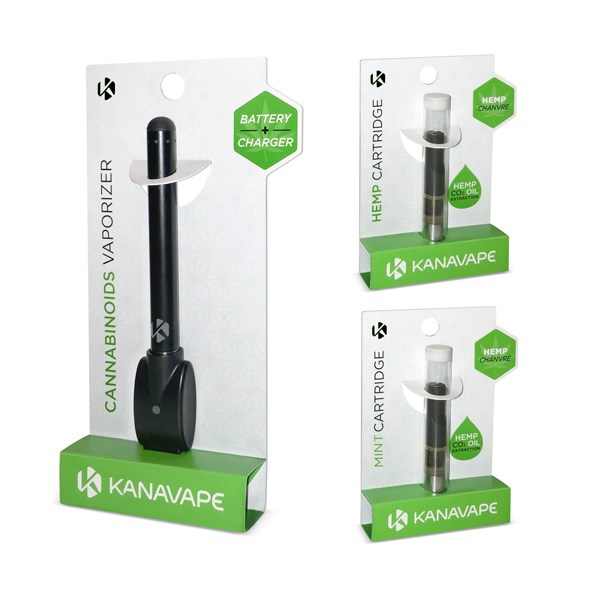 CANNABINOIDS VAPORIZER
BATTERY
+
CHARGER
KANAVAPE
HEMP CARTRIDGE
HEMP
CHANVRE
HEMP
CO₂ OIL
EXTRACTION
KANAVAPE
MINT CARTRIDGE
HEMP
CHANVRE
HEMP
CO₂ OIL
EXTRACTION
KANAVAPE